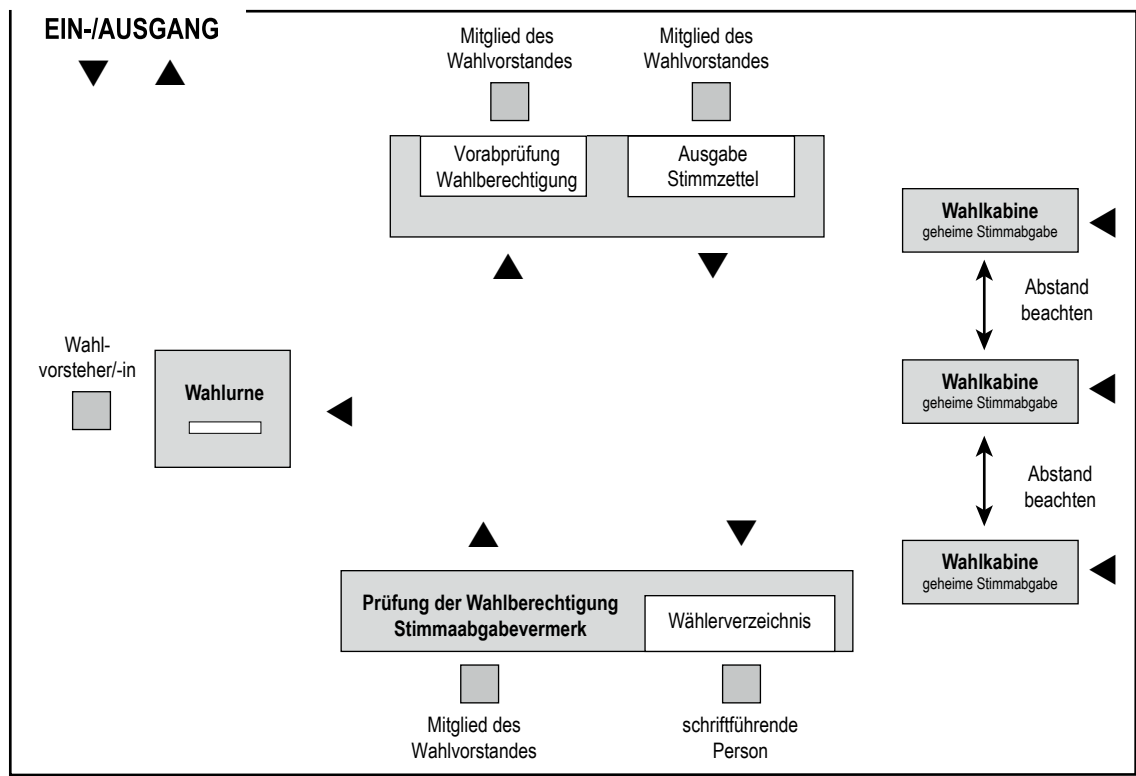 EIN-/AUSGANG
Mitglied des
Wahlvorstandes
Mitglied des
Wahlvorstandes
Vorabprüfung
Wahlberechtigung
Ausgabe
Stimmzettel
Wahlkabine
geheime Stimmabgabe
Abstand
beachten
Wahl-
vorsteher/-in
Wahlurne
Wahlkabine
geheime Stimmabgabe
Abstand
beachten
Wahlkabine
geheime Stimmabgabe
Prüfung der Wahlberechtigung
Stimmaabgabevermerk
Wählerverzeichnis
Mitglied des
Wahlvorstandes
schriftführende
Person